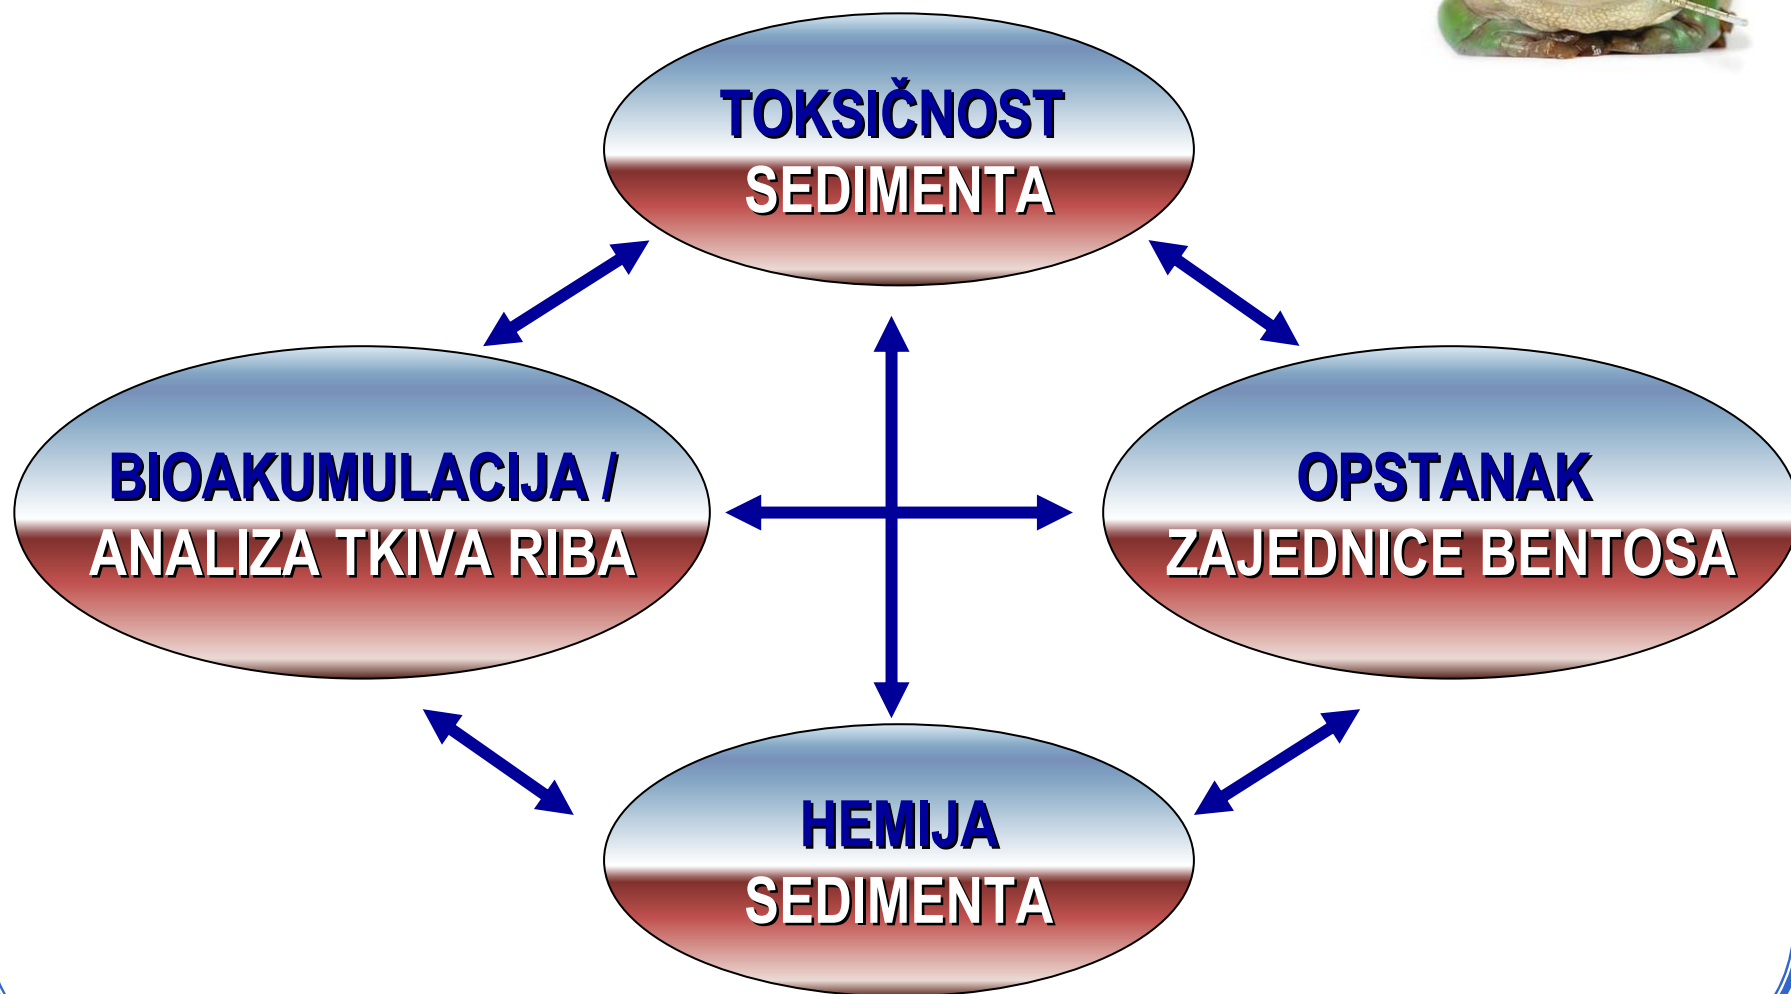 TOKSIČNOST
SEDIMENTA
BIOAKUMULACIJA /
ANALIZA TKIVA RIBA
OPSTANAK
ZAJEDNICE BENTOSA
HEMIJA
SEDIMENTA